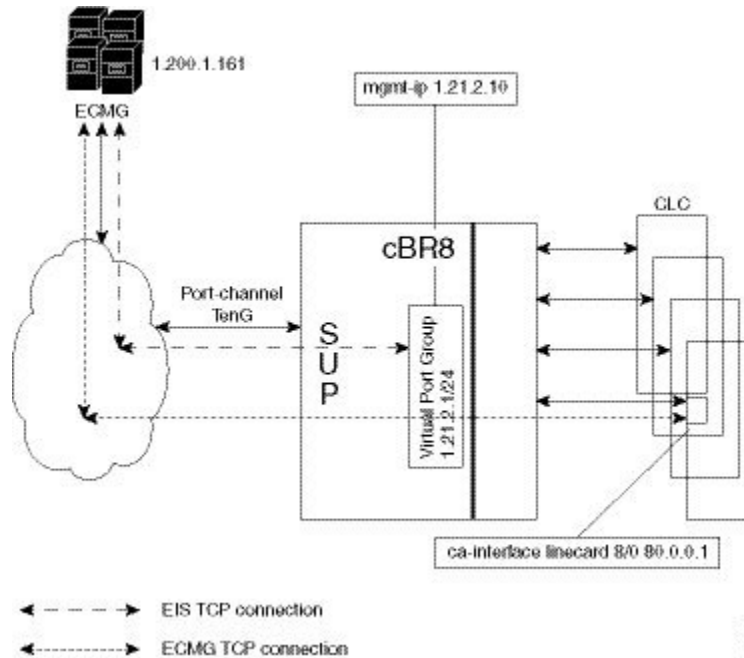 1.200.1.161
ECMG
mgmt-ip 1.21.2.10
CLC
cBR8
Port-channel
TenG
SUP
Virtual Port Group
1.21.2.1/24
ca-interface linecard 8/0 80.0.0.1
EIS TCP connection
ECMG TCP connection